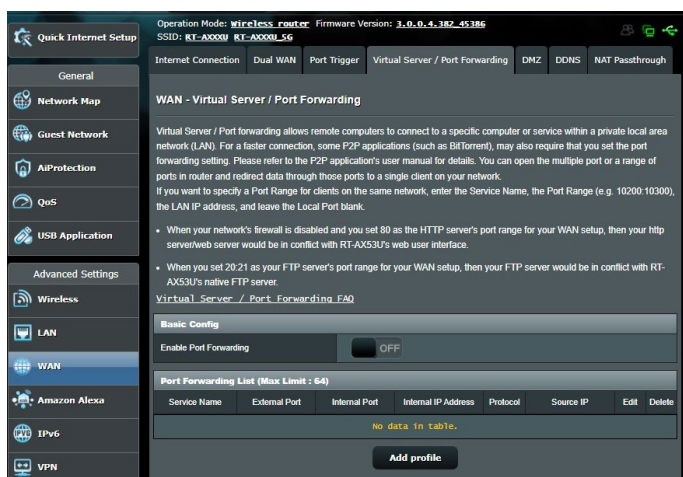 Operation Mode: Wireless router Firmware Version: 3.0.0.4.382_45386
SSID: RT-AXXXU RT-AXXXU_5G
Quick Internet Setup
General
Network Map
Guest Network
AiProtection
QoS
USB Application
Advanced Settings
Wireless
LAN
WAN
Amazon Alexa
IPv6
VPN
Internet Connection Dual WAN Port Trigger Virtual Server / Port Forwarding DMZ DDNS NAT Passthrough
WAN - Virtual Server / Port Forwarding
Virtual Server / Port forwarding allows remote computers to connect to a specific computer or service within a private local area
network (LAN). For a faster connection, some P2P applications (such as BitTorrent), may also require that you set the port
forwarding setting. Please refer to the P2P application's user manual for details. You can open the multiple port or a range of
ports in router and redirect data through those ports to a single client on your network.
If you want to specify a Port Range for clients on the same network, enter the Service Name, the Port Range (e.g. 10200:10300),
the LAN IP address, and leave the Local Port blank.
• When your network's firewall is disabled and you set 80 as the HTTP server's port range for your WAN setup, then your http
server/web server would be in conflict with RT-AX53U's web user interface.
• When you set 20:21 as your FTP server's port range for your WAN setup, then your FTP server would be in conflict with RT-
AX53U's native FTP server.
Virtual Server / Port Forwarding FAQ
Basic Config
Enable Port Forwarding OFF
Port Forwarding List (Max Limit : 64)
Service Name External Port Internal Port Internal IP Address Protocol Source IP Edit Delete
No data in table.
Add profile